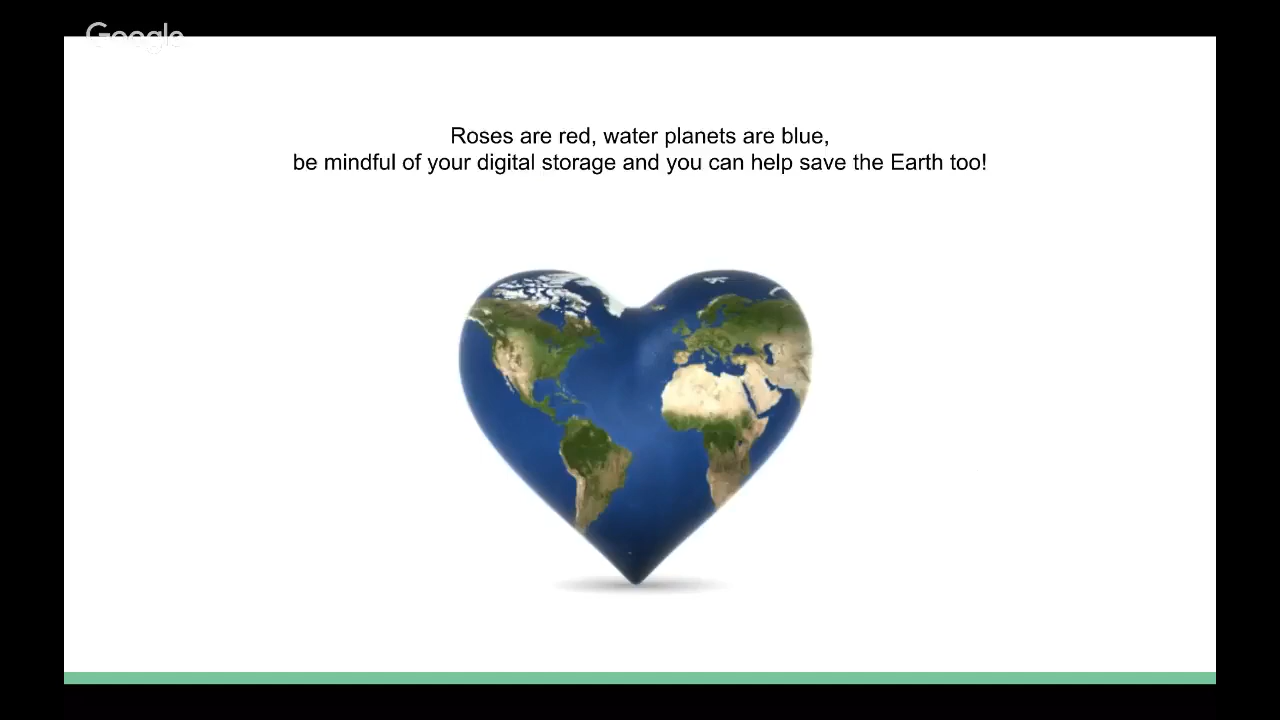 Google
Roses are red, water planets are blue,
be mindful of your digital storage and you can help save the Earth too!